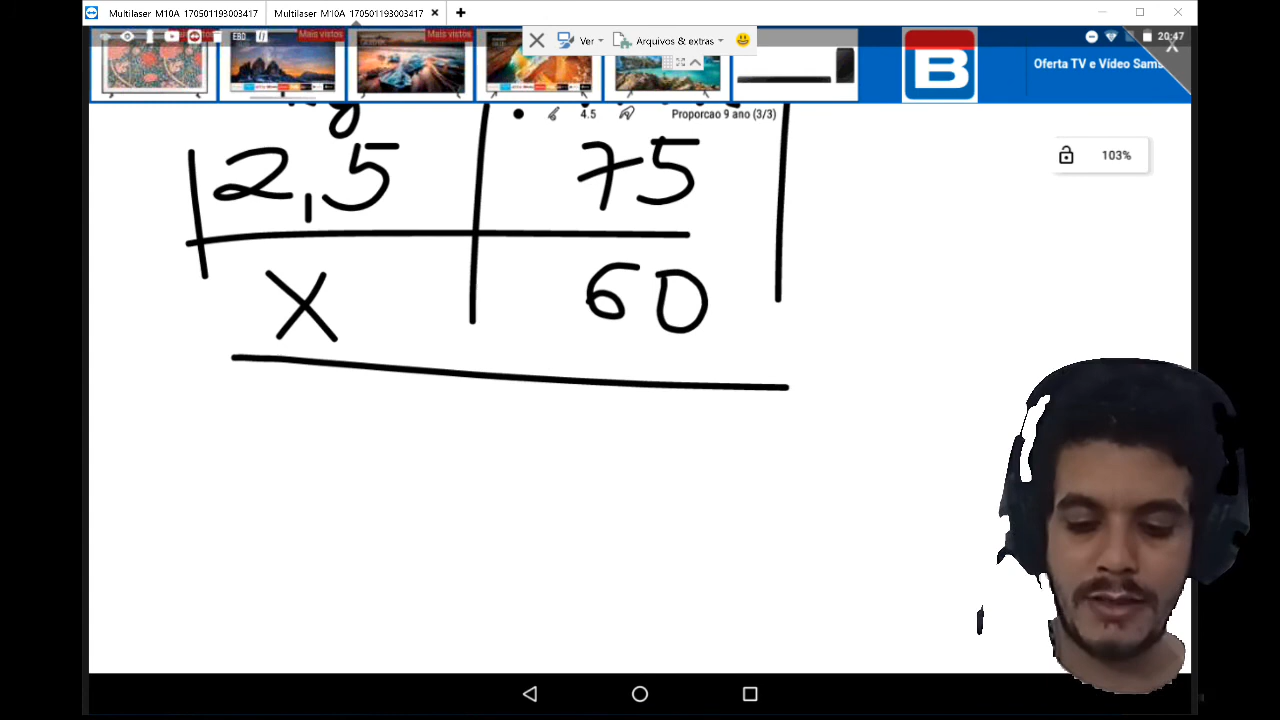 Multilaser M10A 170501193003417 Multilaser M10A 170501193003417
20:47
Ver Arquivos & extras
EBD Mais vistos Mais vistos
B Oferta TV e Vídeo Sams
4.5 Proporcao 9 ano (3/3)
103%
2,5 75
X 60